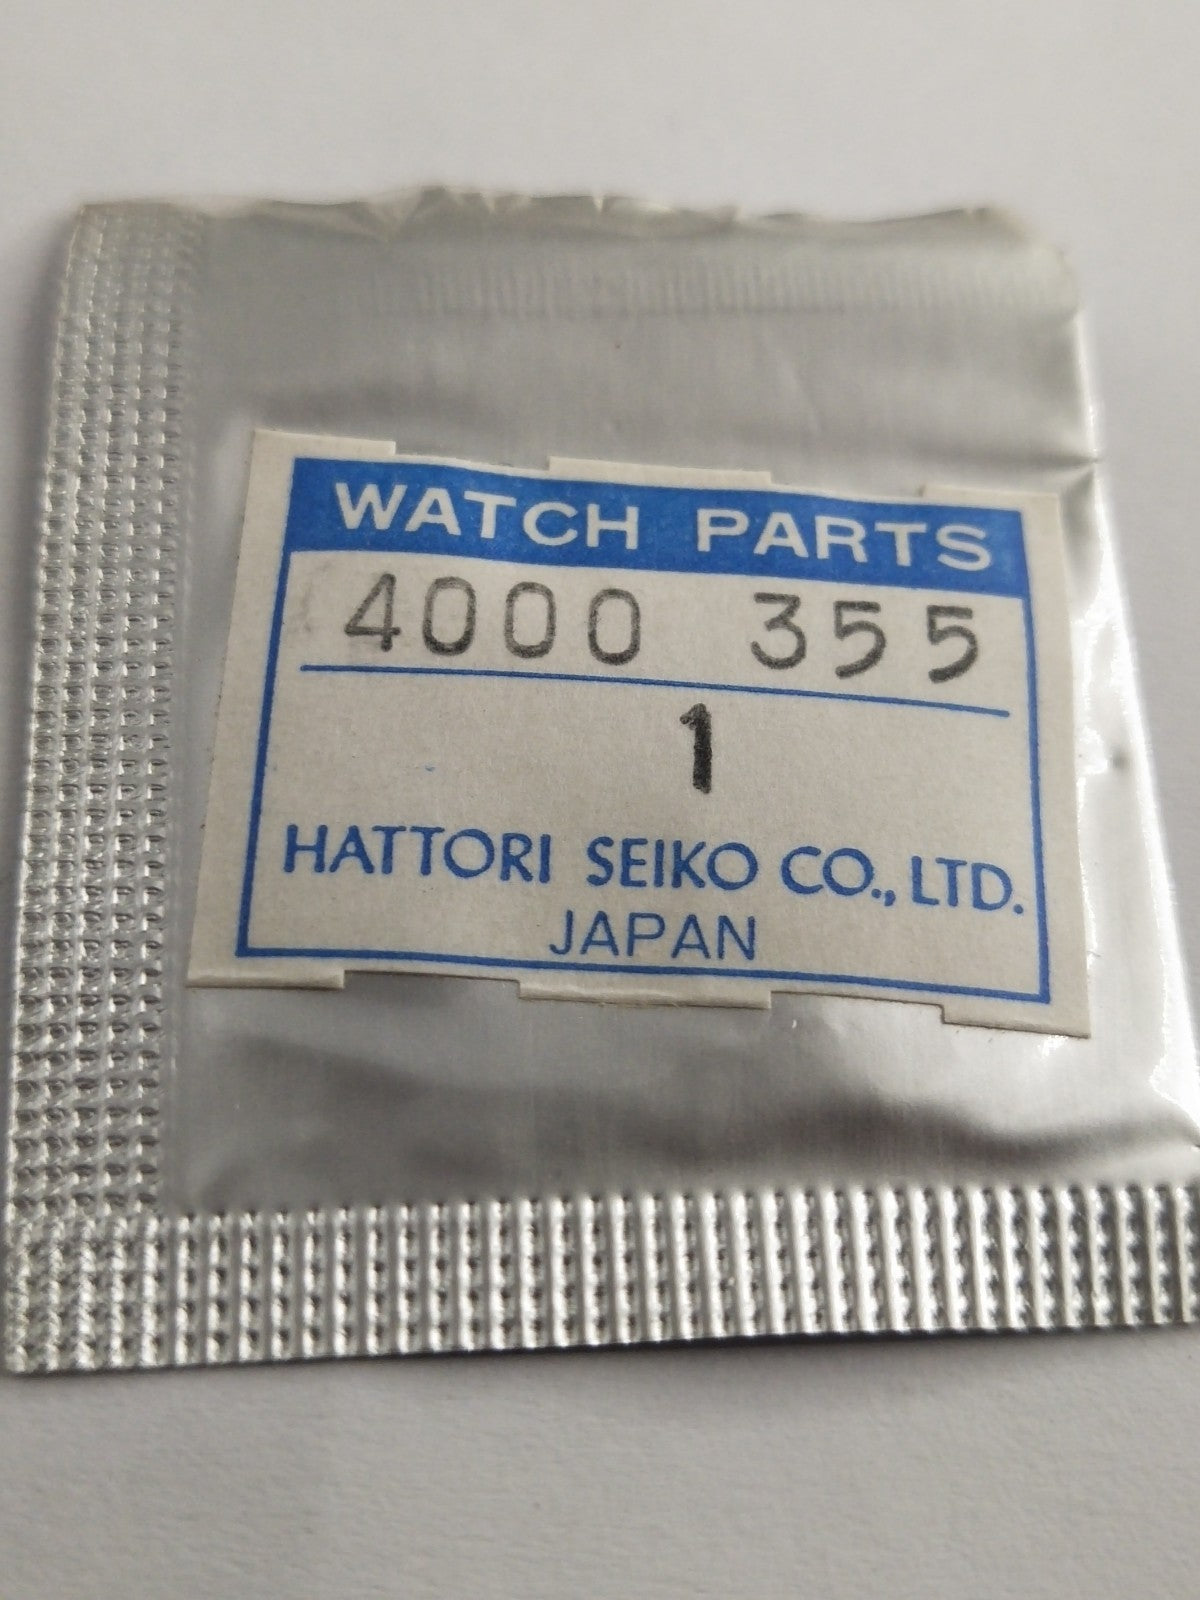 WATCH PARTS
4000 355
1
HATTORI SEIKO CO., LTD.
JAPAN